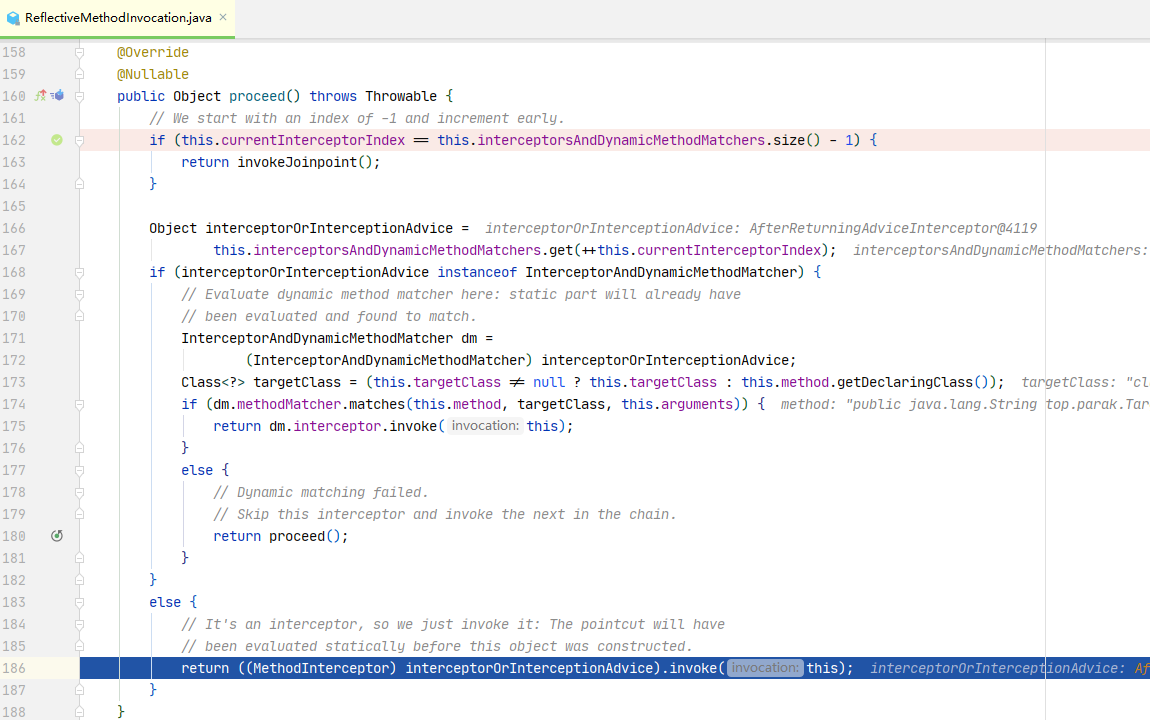 ReflectiveMethodInvocation.java
158 @Override
159 @Nullable
160 public Object proceed() throws Throwable {
161 // We start with an index of -1 and increment early.
162 if (this.currentInterceptorIndex == this.interceptorsAndDynamicMethodMatchers.size() - 1) {
163 return invokeJoinpoint();
164 }
165
166 Object interceptorOrInterceptionAdvice = interceptorOrInterceptionAdvice: AfterReturningAdviceInterceptor@4119
167 this.interceptorsAndDynamicMethodMatchers.get(++this.currentInterceptorIndex); interceptorsAndDynamicMethodMatchers:
168 if (interceptorOrInterceptionAdvice instanceof InterceptorAndDynamicMethodMatcher) {
169 // Evaluate dynamic method matcher here: static part will already have
170 // been evaluated and found to match.
171 InterceptorAndDynamicMethodMatcher dm =
172 (InterceptorAndDynamicMethodMatcher) interceptorOrInterceptionAdvice;
173 Class<?> targetClass = (this.targetClass != null ? this.targetClass : this.method.getDeclaringClass()); targetClass: "cl
174 if (dm.methodMatcher.matches(this.method, targetClass, this.arguments)) { method: "public java.lang.String top.parak.Tar
175 return dm.interceptor.invoke( invocation: this);
176 }
177 else {
178 // Dynamic matching failed.
179 // Skip this interceptor and invoke the next in the chain.
180 return proceed();
181 }
182 }
183 else {
184 // It's an interceptor, so we just invoke it: The pointcut will have
185 // been evaluated statically before this object was constructed.
186 return ((MethodInterceptor) interceptorOrInterceptionAdvice).invoke( invocation: this); interceptorOrInterceptionAdvice: Af
187 }
188 }